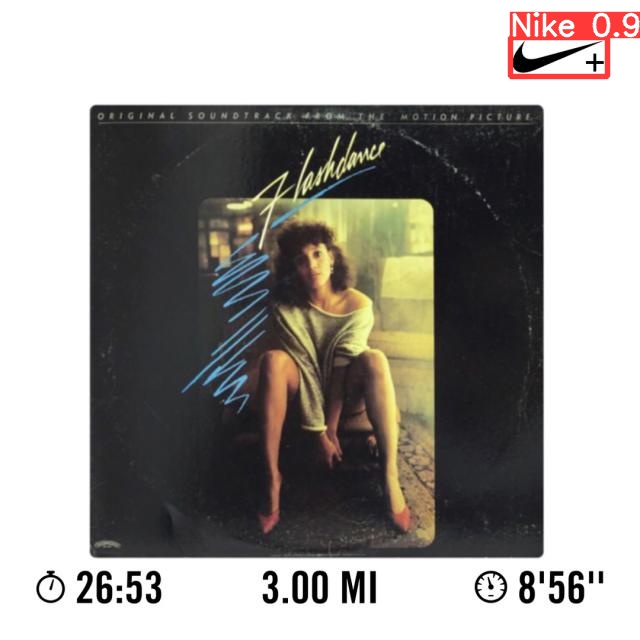 Nike 0.9
ORIGINAL SOUNDTRACK FROM THE MOTION PICTURE
Flashdance
26:53 3.00 MI 8'56"